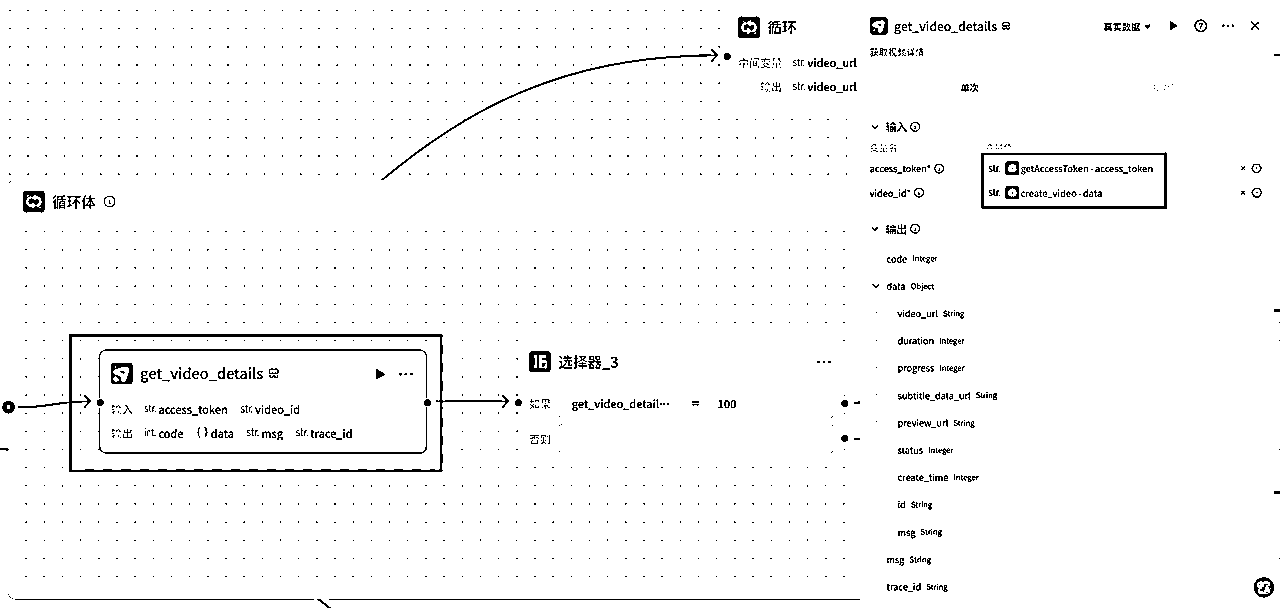 循环
中间变量 str. video_url
输出 str. video_url
循环体
get_video_details
输入 str. access_token str. video_id
输出 int. code {} data str. msg str. trace_id
选择器_3
如果 get_video_detail··· = 100
否则
get_video_details
真实数据
获取视频详情
单次
输入
变量名
access_token* str. getAccessToken - access_token
video_id* str. create_video - data
输出
code Integer
data Object
video_url String
duration Integer
progress Integer
subtitle_data_url String
preview_url String
status Integer
create_time Integer
id String
msg String
msg String
trace_id String